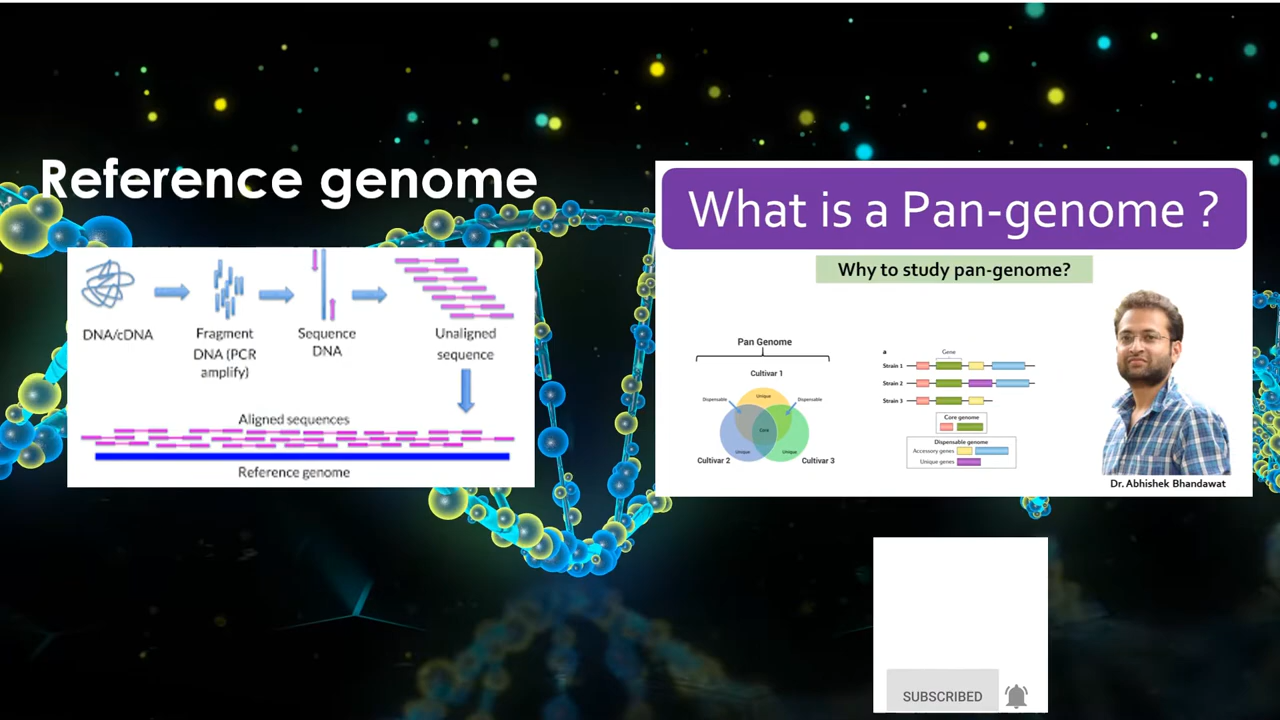 Reference genome
DNA/cDNA
Fragment
DNA (PCR
amplify)
Sequence
DNA
Unaligned
sequence
Aligned sequences
Reference genome
What is a Pan-genome ?
Why to study pan-genome?
Pan Genome
Cultivar 1
Dispensable
Unique
Dispensable
Core
Unique
Unique
Cultivar 2
Cultivar 3
a
Gene
Strain 1
Strain 2
Strain 3
Core genome
Dispensable genome
Accessory genes
Unique genes
Dr. Abhishek Bhandawat
SUBSCRIBED